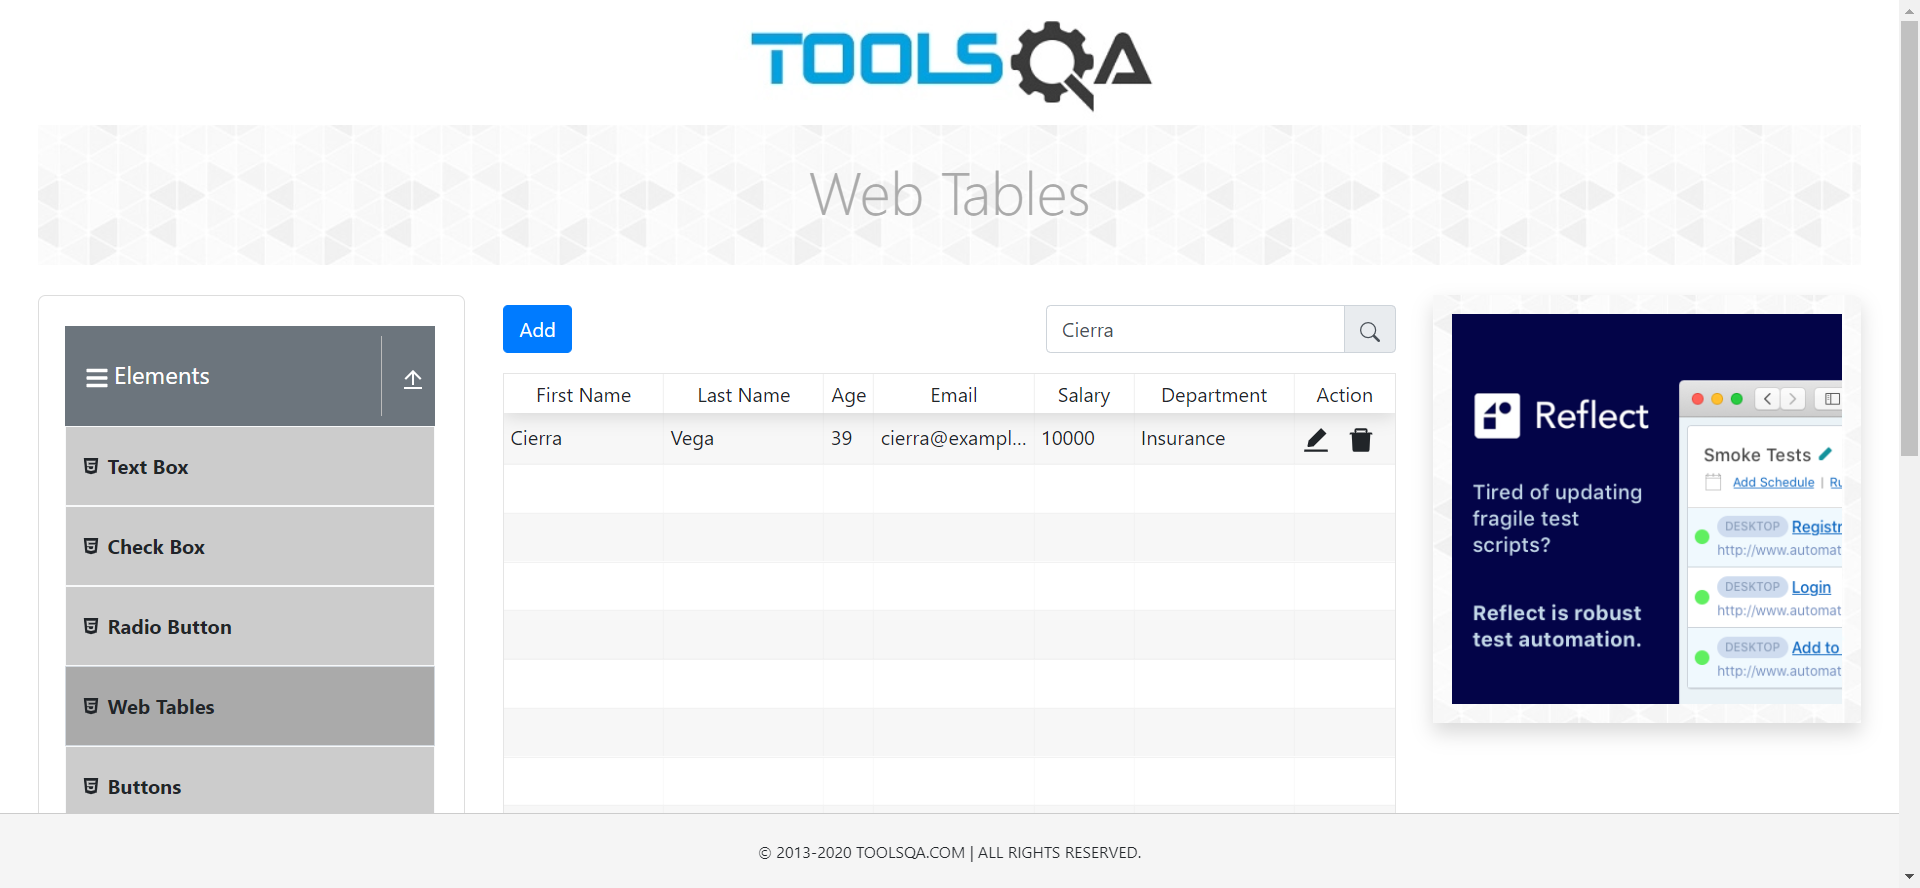 TOOLSQA
Web Tables
Elements
Text Box
Check Box
Radio Button
Web Tables
Buttons
Add
Cierra
First Name Last Name Age Email Salary Department Action
Cierra Vega 39 cierra@exampl... 10000 Insurance
Reflect
Tired of updating
fragile test
scripts?
Reflect is robust
test automation.
Smoke Tests
Add Schedule | Ru
DESKTOP Registr
http://www.automat
DESKTOP Login
http://www.automat
DESKTOP Add to
http://www.automat
© 2013-2020 TOOLSQA.COM | ALL RIGHTS RESERVED.